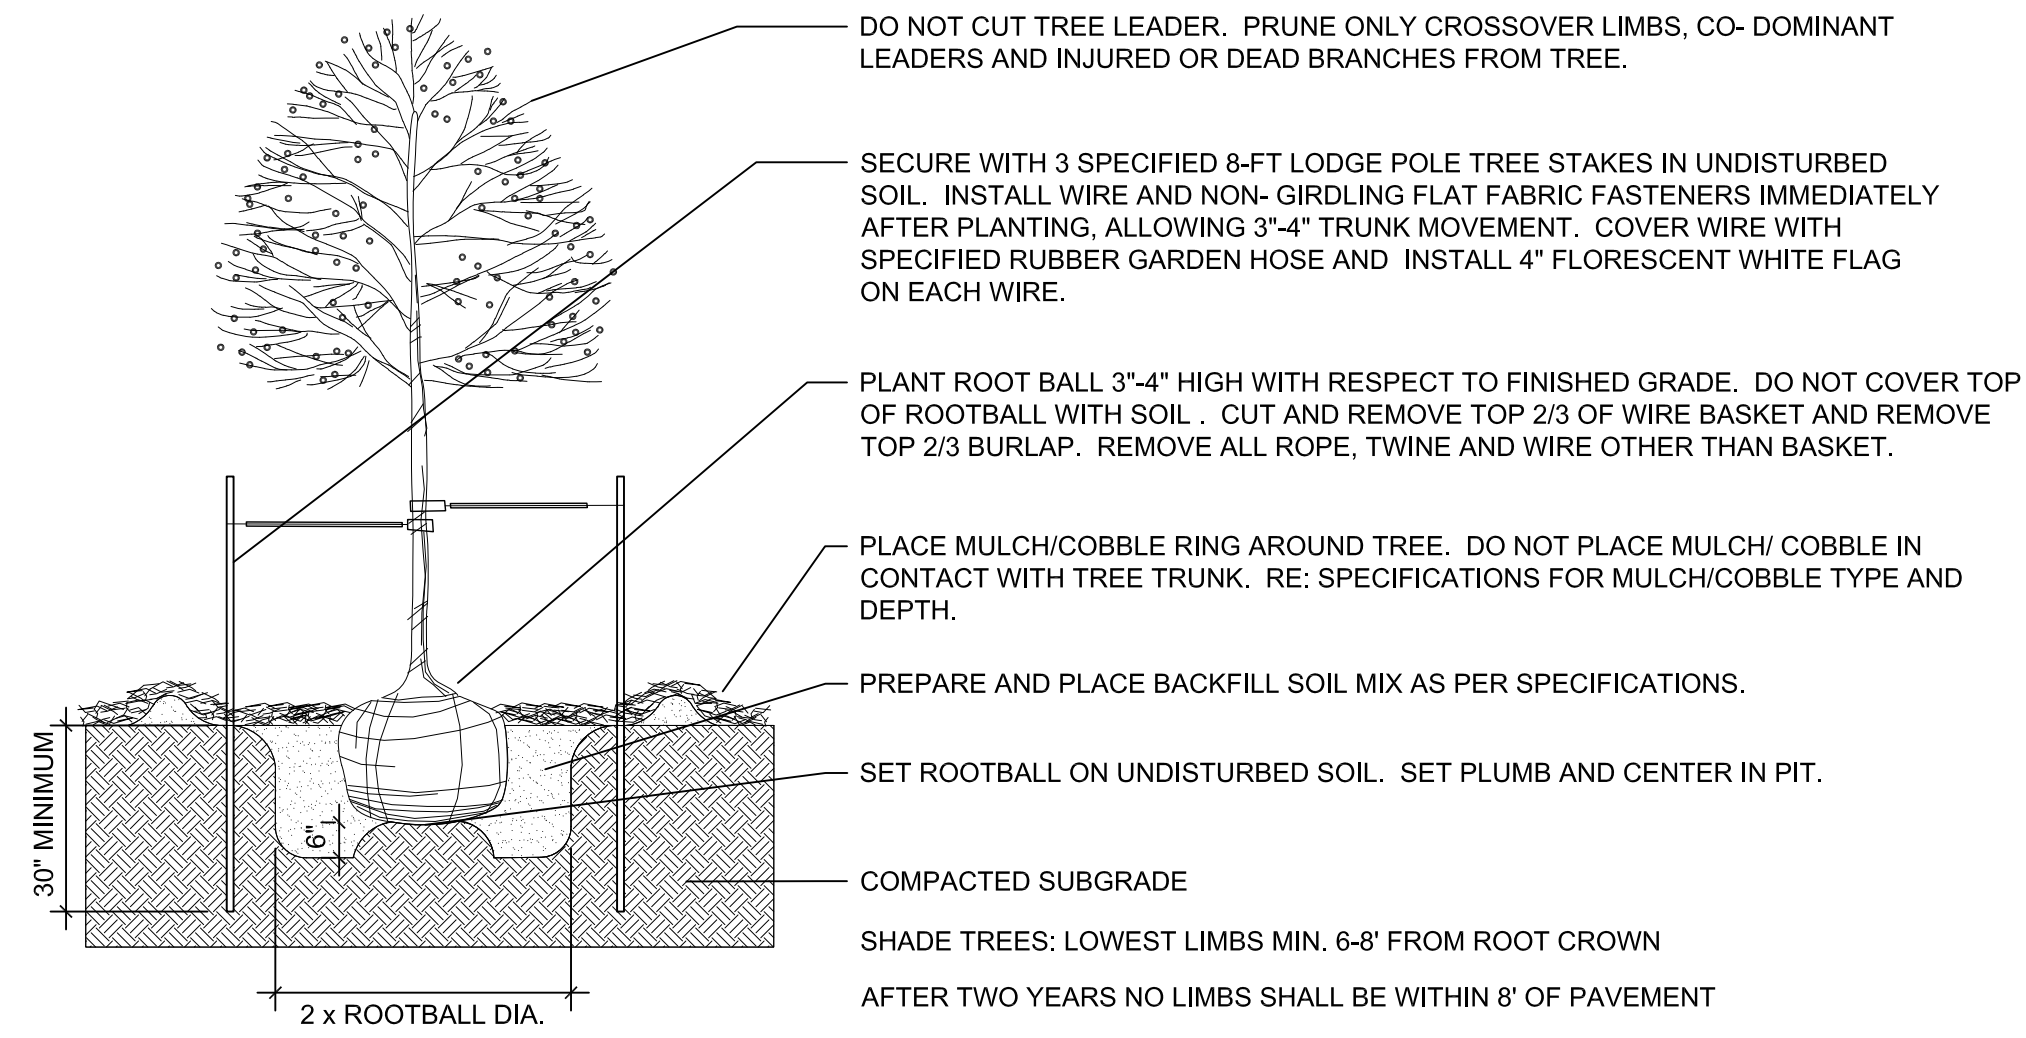 DO NOT CUT TREE LEADER.  PRUNE ONLY CROSSOVER LIMBS, CO- DOMINANT
LEADERS AND INJURED OR DEAD BRANCHES FROM TREE.
SECURE WITH 3 SPECIFIED 8-FT LODGE POLE TREE STAKES IN UNDISTURBED
SOIL.  INSTALL WIRE AND NON- GIRDLING FLAT FABRIC FASTENERS IMMEDIATELY
AFTER PLANTING, ALLOWING 3"-4" TRUNK MOVEMENT.  COVER WIRE WITH
SPECIFIED RUBBER GARDEN HOSE AND  INSTALL 4" FLORESCENT WHITE FLAG
ON EACH WIRE.
PLANT ROOT BALL 3"-4" HIGH WITH RESPECT TO FINISHED GRADE.  DO NOT COVER TOP
OF ROOTBALL WITH SOIL .  CUT AND REMOVE TOP 2/3 OF WIRE BASKET AND REMOVE
TOP 2/3 BURLAP.  REMOVE ALL ROPE, TWINE AND WIRE OTHER THAN BASKET.
PLACE MULCH/COBBLE RING AROUND TREE.  DO NOT PLACE MULCH/ COBBLE IN
CONTACT WITH TREE TRUNK.  RE: SPECIFICATIONS FOR MULCH/COBBLE TYPE AND
DEPTH.
PREPARE AND PLACE BACKFILL SOIL MIX AS PER SPECIFICATIONS.
SET ROOTBALL ON UNDISTURBED SOIL.  SET PLUMB AND CENTER IN PIT.
COMPACTED SUBGRADE
SHADE TREES: LOWEST LIMBS MIN. 6-8' FROM ROOT CROWN
AFTER TWO YEARS NO LIMBS SHALL BE WITHIN 8' OF PAVEMENT
30" MINIMUM
6"
2 x ROOTBALL DIA.